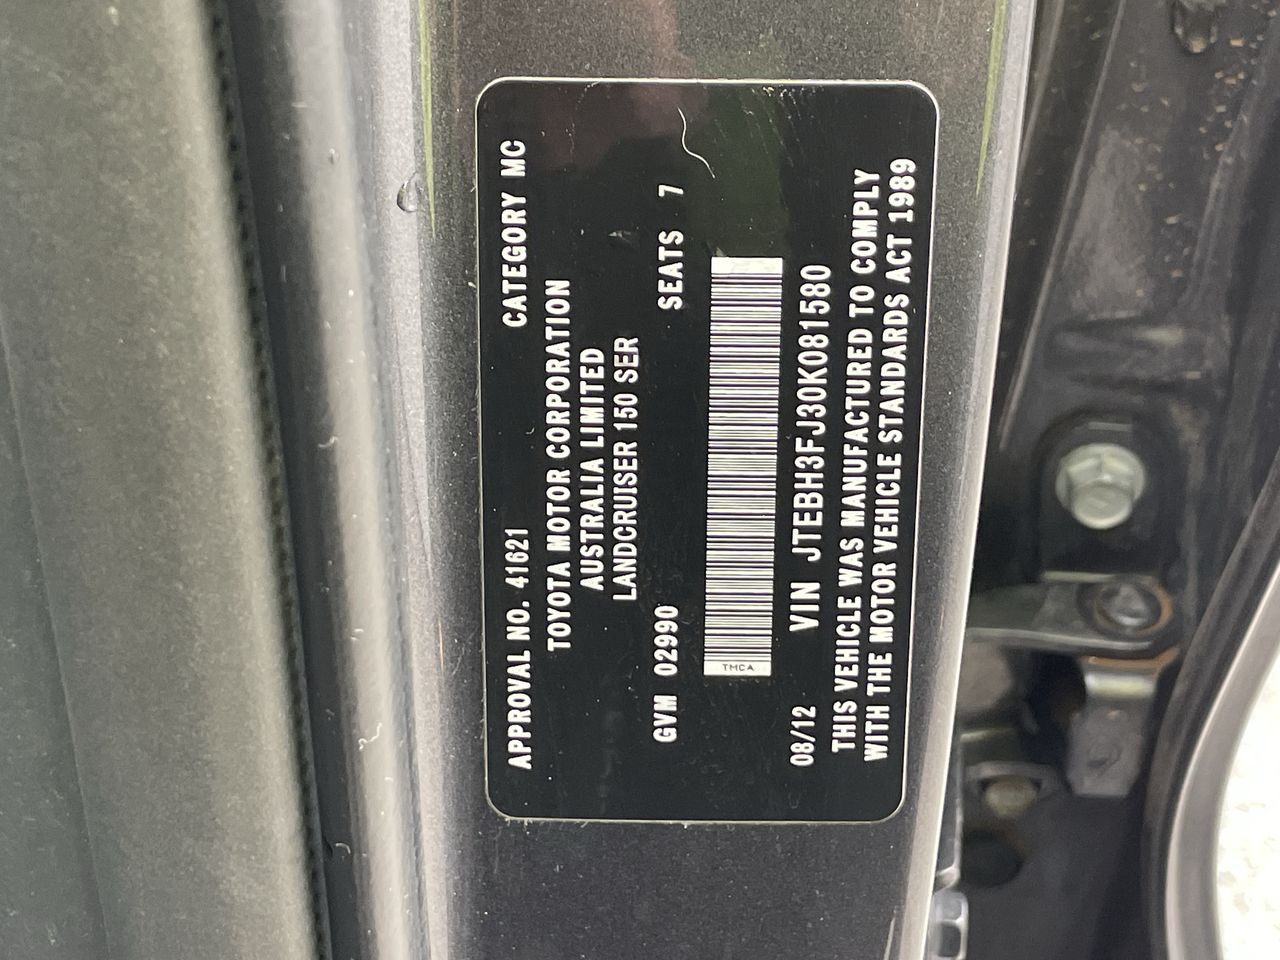 APPROVAL NO. 41621 CATEGORY MC
TOYOTA MOTOR CORPORATION
AUSTRALIA LIMITED
LANDCRUISER 150 SER
GVM 02990 SEATS 7
TMCA
08/12 VIN JTEBH3FJ30K081580
THIS VEHICLE WAS MANUFACTURED TO COMPLY
WITH THE MOTOR VEHICLE STANDARDS ACT 1989